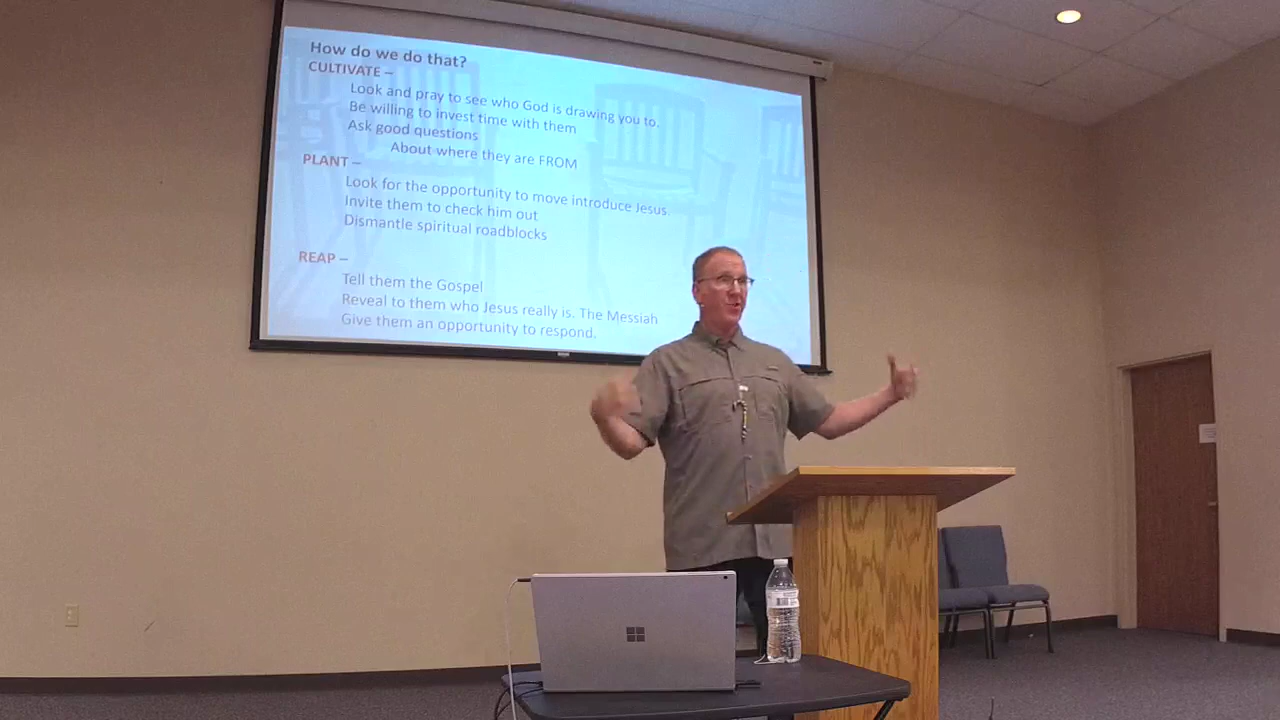 How do we do that?
CULTIVATE –
Look and pray to see who God is drawing you to.
Be willing to invest time with them
Ask good questions
About where they are FROM
PLANT –
Look for the opportunity to move introduce Jesus.
Invite them to check him out
Dismantle spiritual roadblocks
REAP –
Tell them the Gospel
Reveal to them who Jesus really is. The Messiah
Give them an opportunity to respond.